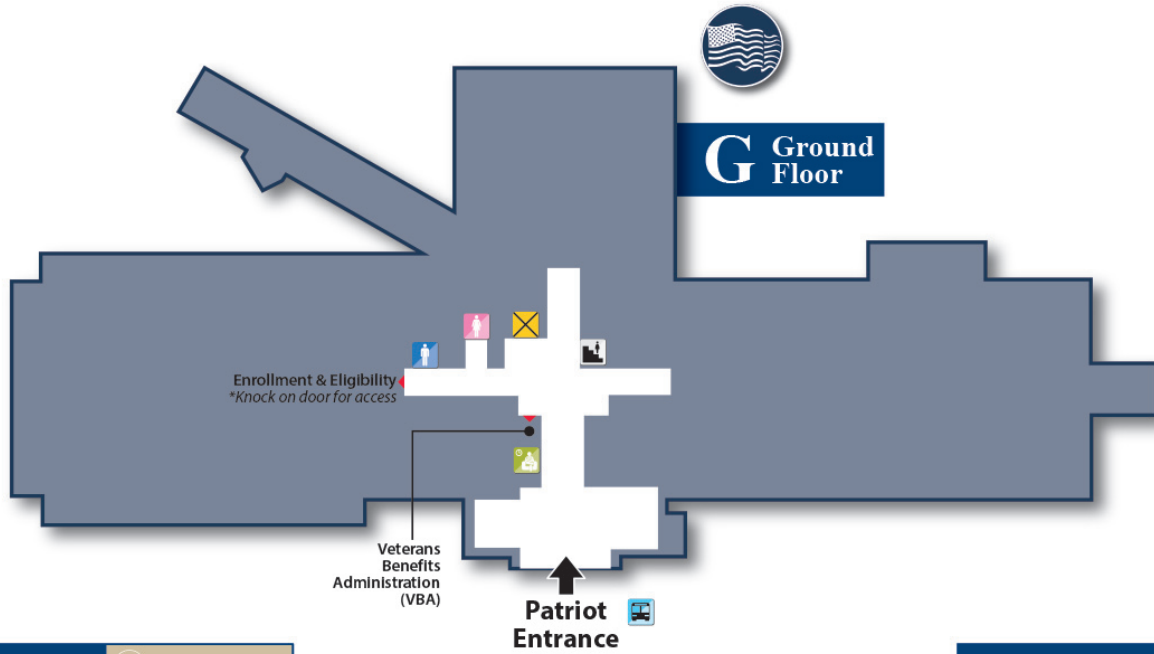 G Ground
Floor
Enrollment & Eligibility
*Knock on door for access
Veterans
Benefits
Administration
(VBA)
Patriot
Entrance